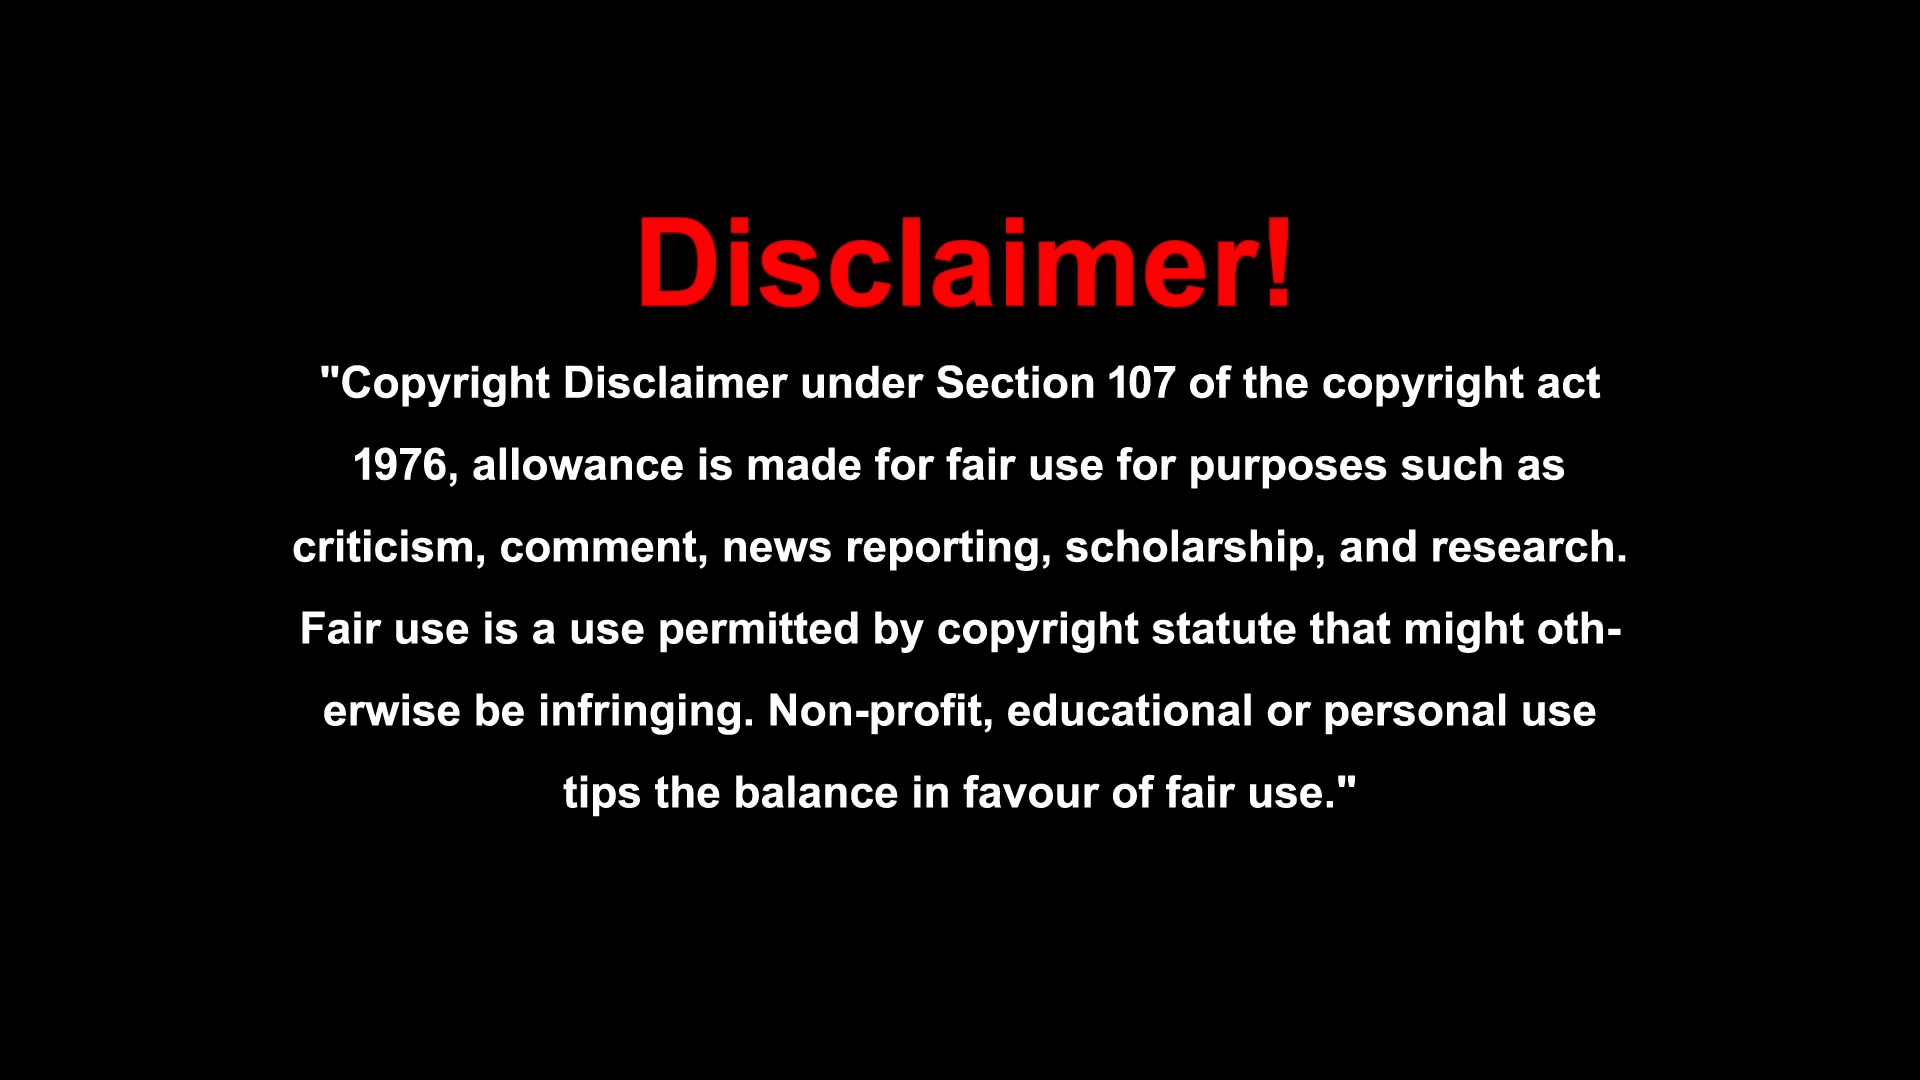 Disclaimer!
"Copyright Disclaimer under Section 107 of the copyright act
1976, allowance is made for fair use for purposes such as
criticism, comment, news reporting, scholarship, and research.
Fair use is a use permitted by copyright statute that might oth-
erwise be infringing. Non-profit, educational or personal use
tips the balance in favour of fair use."